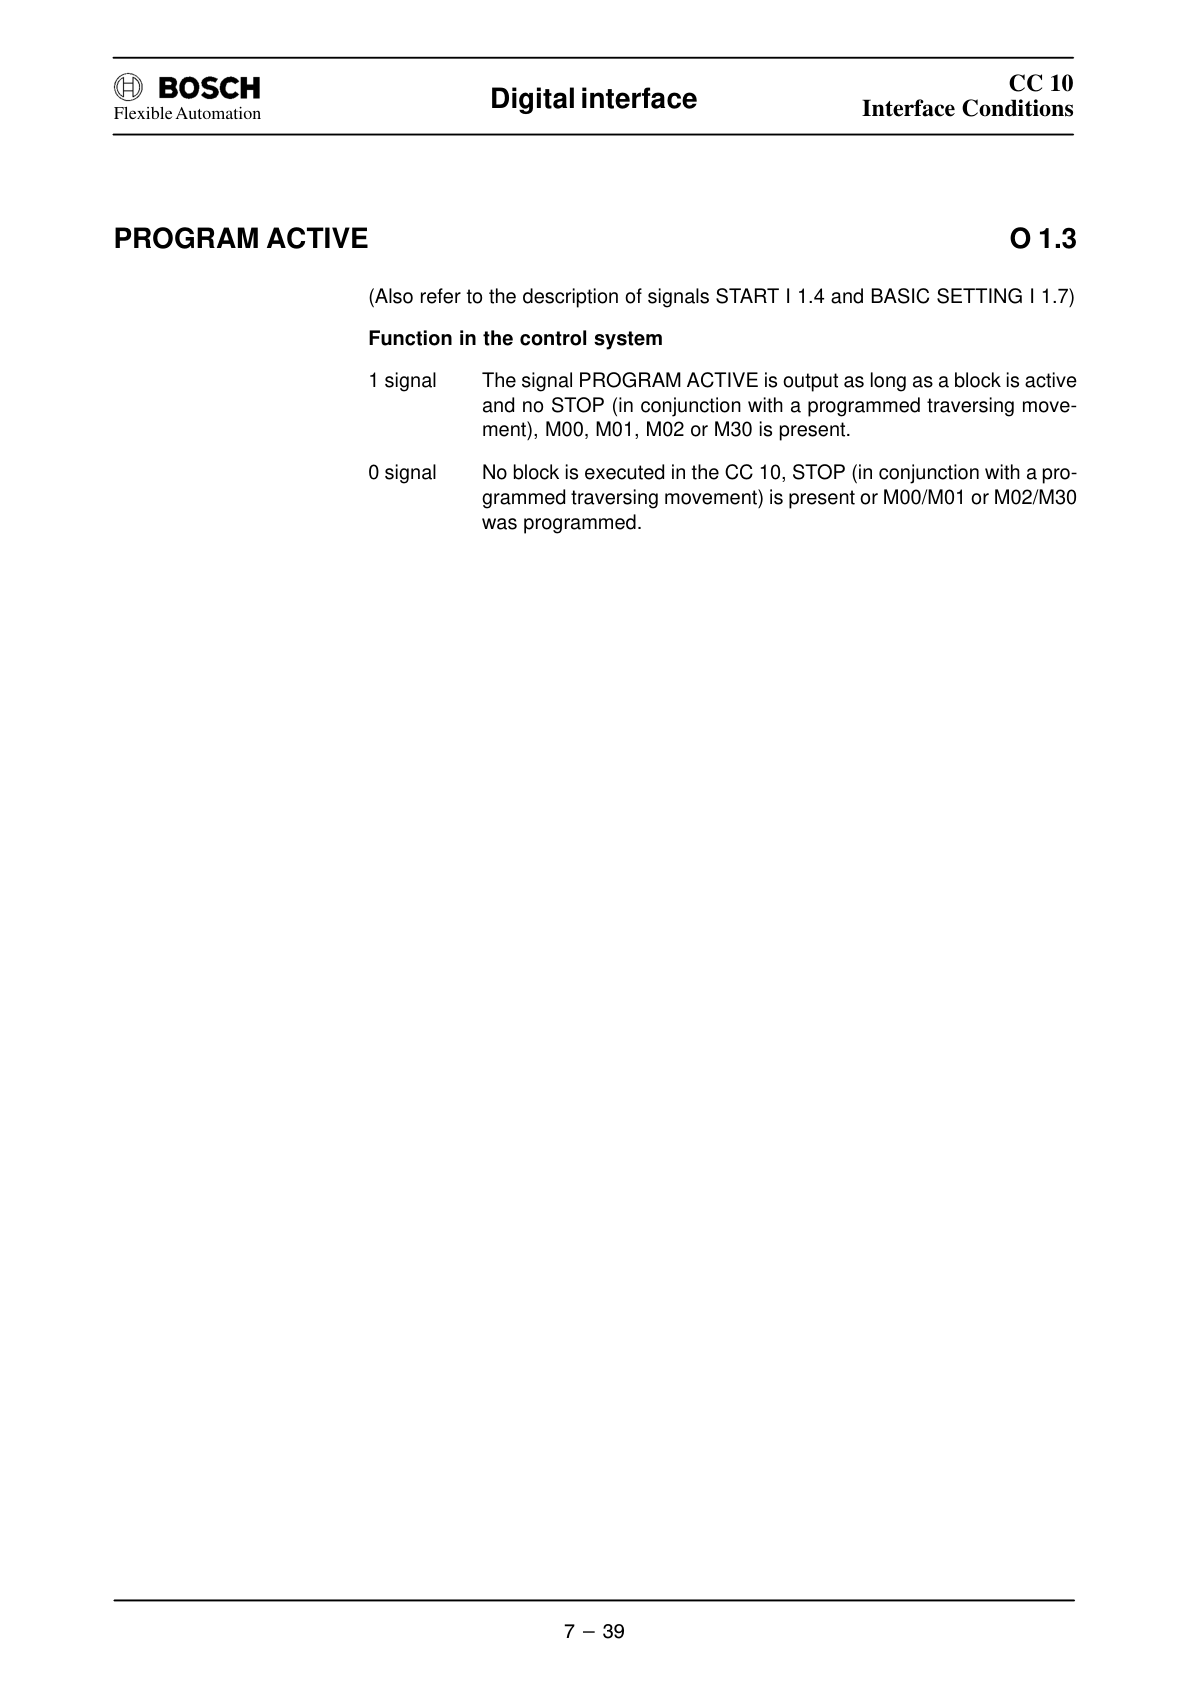 BOSCH
Flexible Automation
Digital interface
CC 10
Interface Conditions
PROGRAM ACTIVE O 1.3
(Also refer to the description of signals START I 1.4 and BASIC SETTING I 1.7)
Function in the control system
1 signal The signal PROGRAM ACTIVE is output as long as a block is active
and no STOP (in conjunction with a programmed traversing move-
ment), M00, M01, M02 or M30 is present.
0 signal No block is executed in the CC 10, STOP (in conjunction with a pro-
grammed traversing movement) is present or M00/M01 or M02/M30
was programmed.
7 – 39